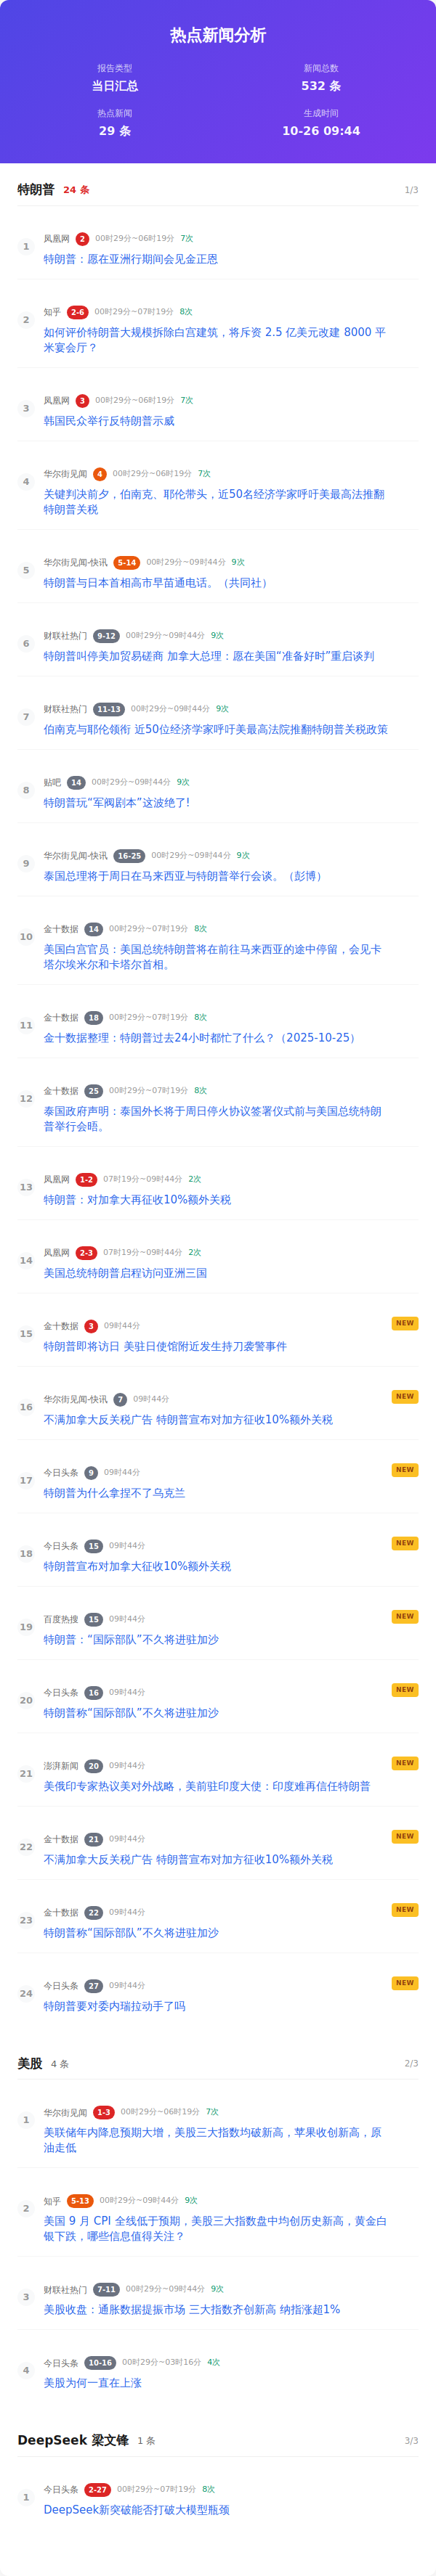 热点新闻分析
报告类型
新闻总数
当日汇总
532 条
热点新闻
生成时间
29 条
10-26 09:44
特朗普 24 条 1/3
1
凤凰网 2 00时29分~06时19分 7次
特朗普：愿在亚洲行期间会见金正恩
2
知乎 2-6 00时29分~07时19分 8次
如何评价特朗普大规模拆除白宫建筑，将斥资 2.5 亿美元改建 8000 平
米宴会厅？
3
凤凰网 3 00时29分~06时19分 7次
韩国民众举行反特朗普示威
4
华尔街见闻 4 00时29分~06时19分 7次
关键判决前夕，伯南克、耶伦带头，近50名经济学家呼吁美最高法推翻
特朗普关税
5
华尔街见闻-快讯 5-14 00时29分~09时44分 9次
特朗普与日本首相高市早苗通电话。（共同社）
6
财联社热门 9-12 00时29分~09时44分 9次
特朗普叫停美加贸易磋商 加拿大总理：愿在美国“准备好”时重启谈判
7
财联社热门 11-13 00时29分~09时44分 9次
伯南克与耶伦领衔 近50位经济学家呼吁美最高法院推翻特朗普关税政策
8
贴吧 14 00时29分~09时44分 9次
特朗普玩“军阀剧本”这波绝了!
9
华尔街见闻-快讯 16-25 00时29分~09时44分 9次
泰国总理将于周日在马来西亚与特朗普举行会谈。（彭博）
10
金十数据 14 00时29分~07时19分 8次
美国白宫官员：美国总统特朗普将在前往马来西亚的途中停留，会见卡
塔尔埃米尔和卡塔尔首相。
11
金十数据 18 00时29分~07时19分 8次
金十数据整理：特朗普过去24小时都忙了什么？（2025-10-25）
12
金十数据 25 00时29分~07时19分 8次
泰国政府声明：泰国外长将于周日停火协议签署仪式前与美国总统特朗
普举行会晤。
13
凤凰网 1-2 07时19分~09时44分 2次
特朗普：对加拿大再征收10%额外关税
14
凤凰网 2-3 07时19分~09时44分 2次
美国总统特朗普启程访问亚洲三国
15
金十数据 3 09时44分 NEW
特朗普即将访日 美驻日使馆附近发生持刀袭警事件
16
华尔街见闻-快讯 7 09时44分 NEW
不满加拿大反关税广告 特朗普宣布对加方征收10%额外关税
17
今日头条 9 09时44分 NEW
特朗普为什么拿捏不了乌克兰
18
今日头条 15 09时44分 NEW
特朗普宣布对加拿大征收10%额外关税
19
百度热搜 15 09时44分 NEW
特朗普：“国际部队”不久将进驻加沙
20
今日头条 16 09时44分 NEW
特朗普称“国际部队”不久将进驻加沙
21
澎湃新闻 20 09时44分 NEW
美俄印专家热议美对外战略，美前驻印度大使：印度难再信任特朗普
22
金十数据 21 09时44分 NEW
不满加拿大反关税广告 特朗普宣布对加方征收10%额外关税
23
金十数据 22 09时44分 NEW
特朗普称“国际部队”不久将进驻加沙
24
今日头条 27 09时44分 NEW
特朗普要对委内瑞拉动手了吗
美股 4 条 2/3
1
华尔街见闻 1-3 00时29分~06时19分 7次
美联储年内降息预期大增，美股三大指数均破新高，苹果收创新高，原
油走低
2
知乎 5-13 00时29分~09时44分 9次
美国 9 月 CPI 全线低于预期，美股三大指数盘中均创历史新高，黄金白
银下跌，哪些信息值得关注？
3
财联社热门 7-11 00时29分~09时44分 9次
美股收盘：通胀数据提振市场 三大指数齐创新高 纳指涨超1%
4
今日头条 10-16 00时29分~03时16分 4次
美股为何一直在上涨
DeepSeek 梁文锋 1 条 3/3
1
今日头条 2-27 00时29分~07时19分 8次
DeepSeek新突破能否打破大模型瓶颈